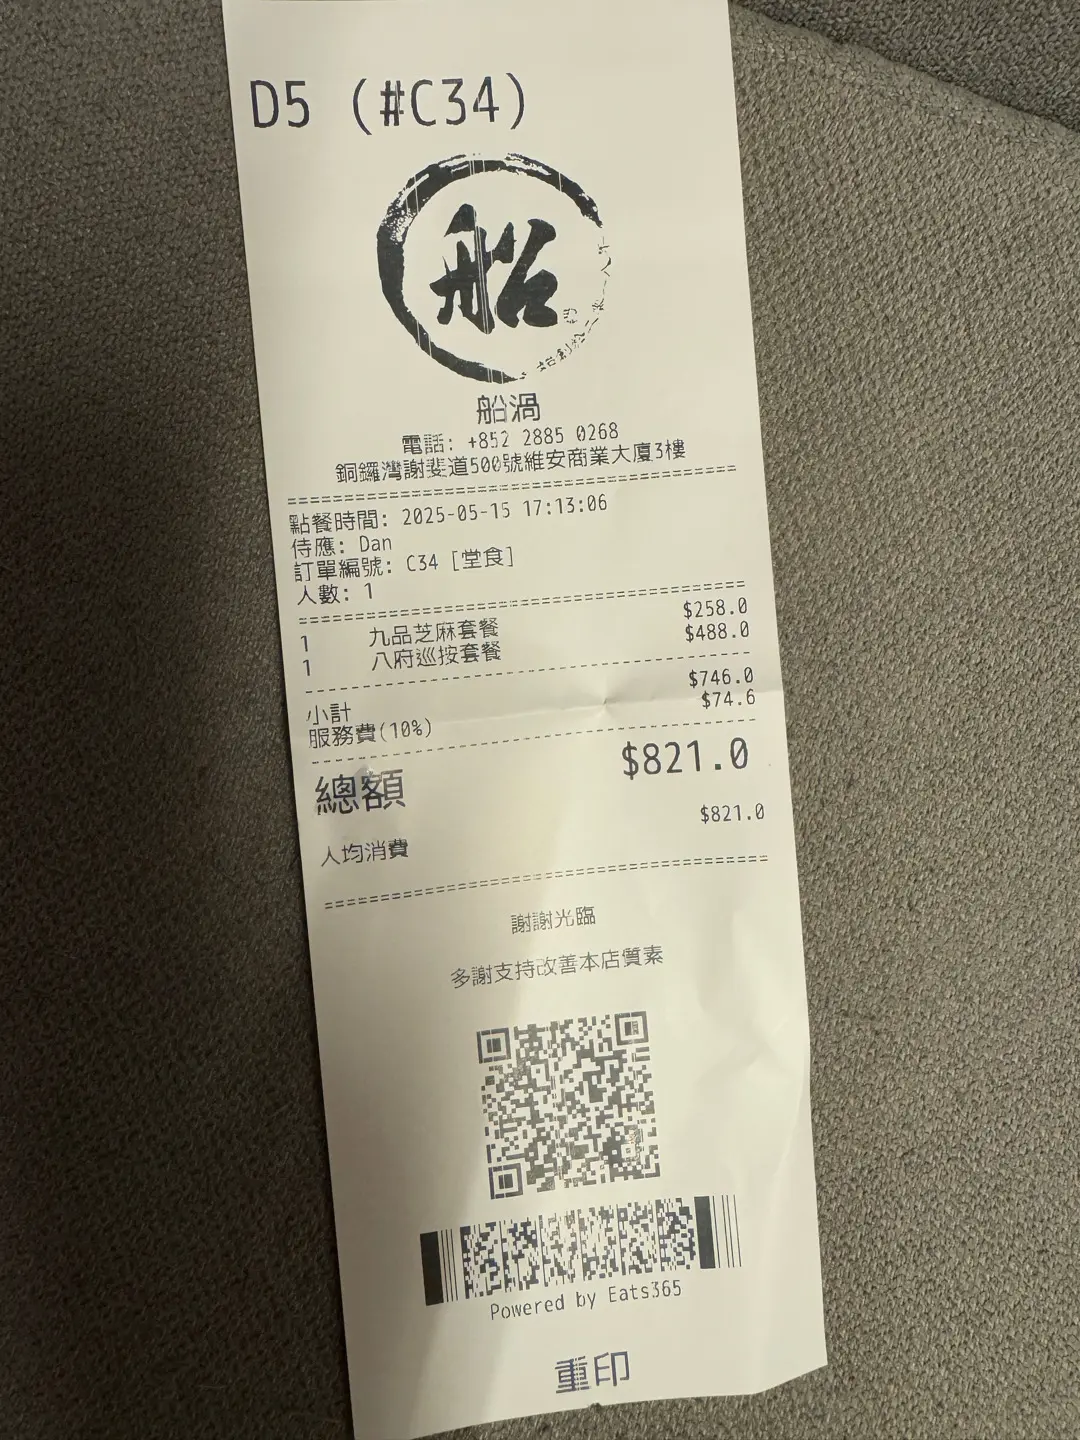 D5 (#C34)
船
船渦
電話: +852 2885 0268
銅鑼灣謝斐道500號維安商業大廈3樓
點餐時間: 2025-05-15 17:13:06
侍應: Dan
訂單編號: C34 [堂食]
人數: 1
1 九品芝麻套餐 $258.0
1 八府巡按套餐 $488.0
小計 $746.0
服務費(10%) $74.6
總額 $821.0
人均消費 $821.0
謝謝光臨
多謝支持改善本店質素
Powered by Eats365
重印